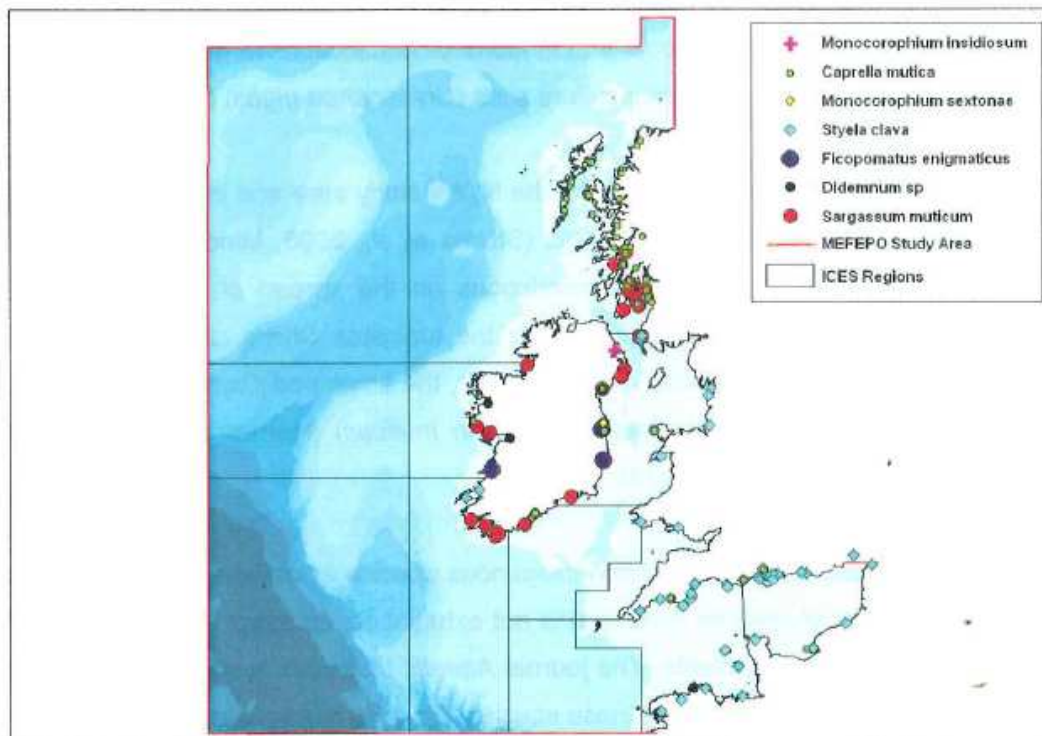 Monocorophium insidiosum
Caprella mutica
Monocorophium sextonae
Styela clava
Ficopomatus enigmaticus
Didemnum sp
Sargassum muticum
MEFEPO Study Area
ICES Regions